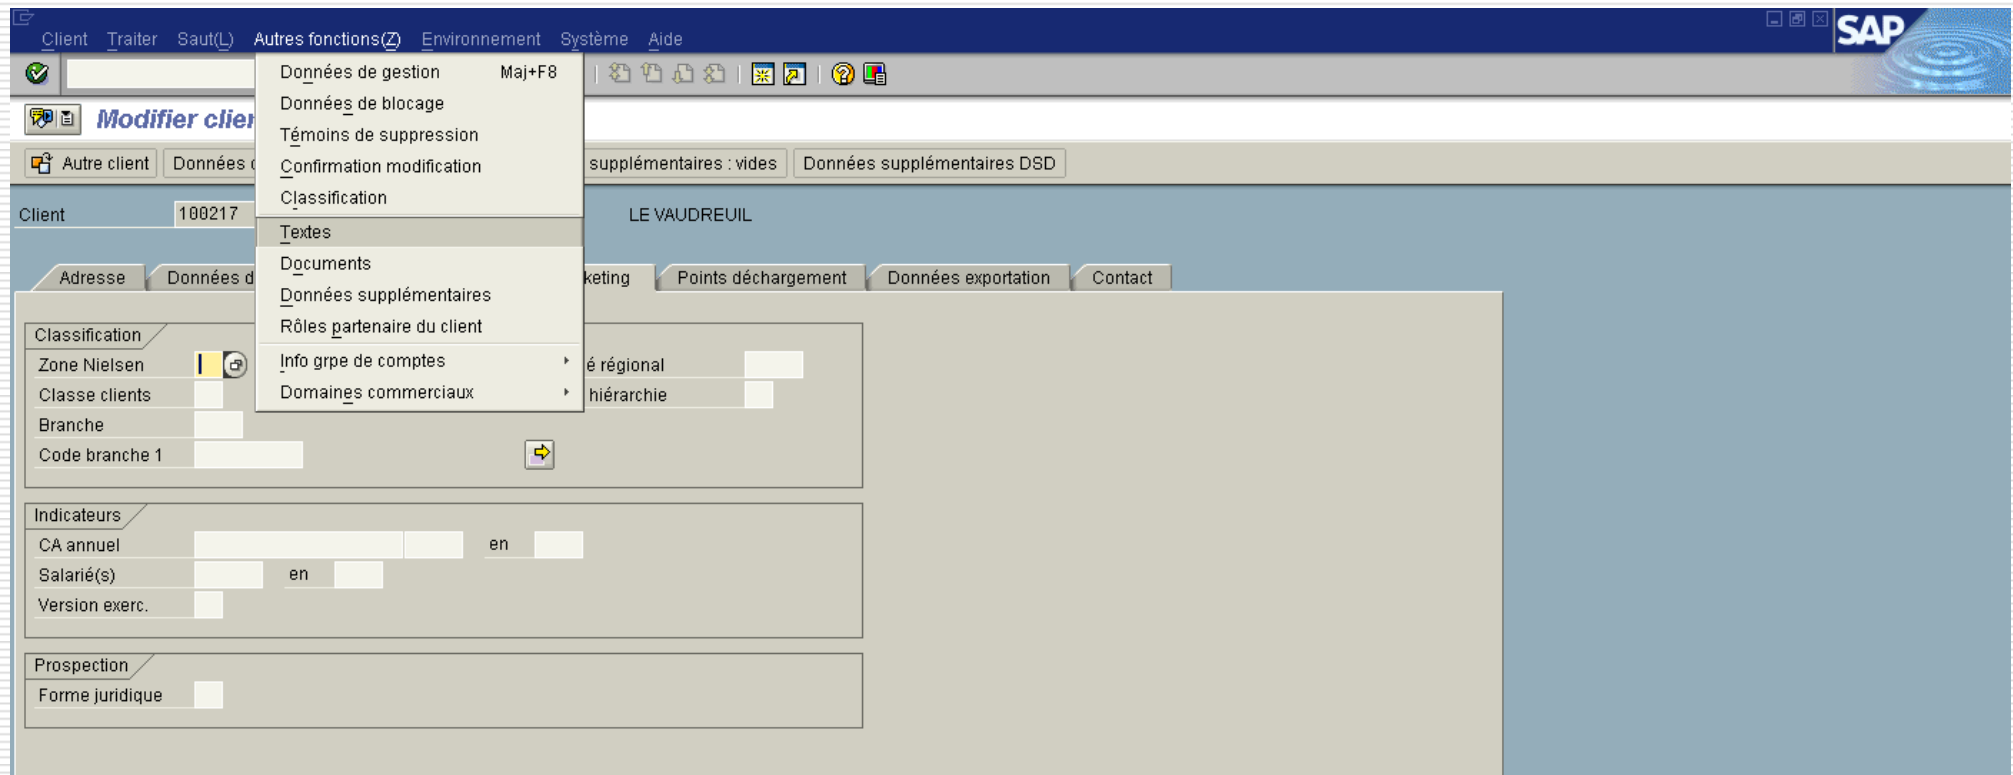 Client Traiter Saut(L) Autres fonctions(Z) Environnement Système Aide
SAP
Données de gestion Maj+F8
Données de blocage
Témoins de suppression
Confirmation modification
Classification
Textes
Documents
Données supplémentaires
Rôles partenaire du client
Info grpe de comptes
Domaines commerciaux
Modifier clien
Autre client Données supplémentaires : vides Données supplémentaires DSD
Client 100217 LE VAUDREUIL
Adresse Données d keting Points déchargement Données exportation Contact
Classification
Zone Nielsen é régional
Classe clients hiérarchie
Branche
Code branche 1
Indicateurs
CA annuel en
Salarié(s) en
Version exerc.
Prospection
Forme juridique